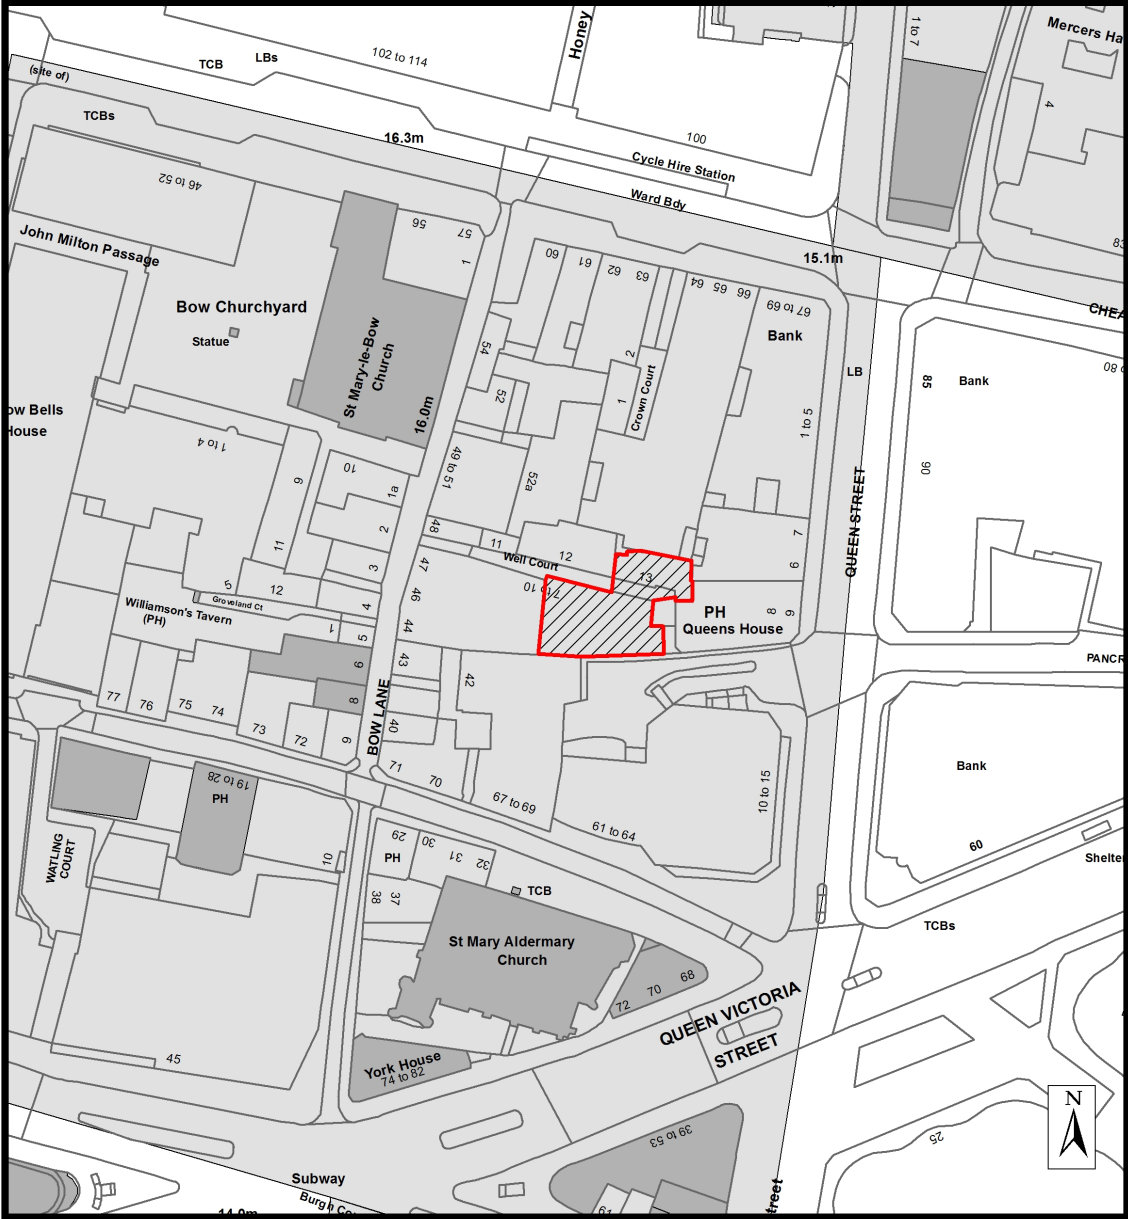 Honey
1 to 7
Mercers Ha
102 to 114
LBs
TCB
(site of)
4
TCBs
16.3m
100
Cycle Hire Station
46 to 52
Ward Bdy
56
57
83
John Milton Passage
1
60
61
62
63
15.1m
64
65
66
67 to 69
CHEA
Bow Churchyard
Statue
St Mary-le-Bow
Church
54
2
Bank
LB
80
85
Bank
52
1
Crown Court
ow Bells
House
16.0m
1 to 5
1 to 4
10
9
49 to 51
52a
90
QUEEN STREET
1a
2
48
11
12
Well Court
7
6
11
3
47
13
7 to 10
5
12
Groveland Ct
4
46
8
9
PH
Queens House
Williamson's Tavern
(PH)
1
5
44
6
43
42
PANCR
8
77
76
75
74
73
72
9
BOW LANE
40
71
70
67 to 69
10 to 15
Bank
19 to 28
PH
61 to 64
60
WATLING
COURT
10
29
30
31
32
PH
Shelter
38
37
TCB
TCBs
St Mary Aldermary
Church
72
70
68
QUEEN VICTORIA
STREET
45
York House
74 to 82
N
39 to 53
25
Subway
Burgh Co
14.0m
61
treet